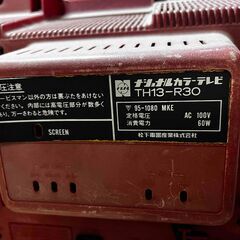 圧注意
ービスマン以外の方は裏ぶたをあけない
ください。内部には高電圧部分が数多く
り、万一さわると危険です。
SCREEN
ナショナルカラーテレビ
TH13-R30
95-1080 MKE
定格電圧 AC 100V
消費電力 60W
松下電器産業株式会社